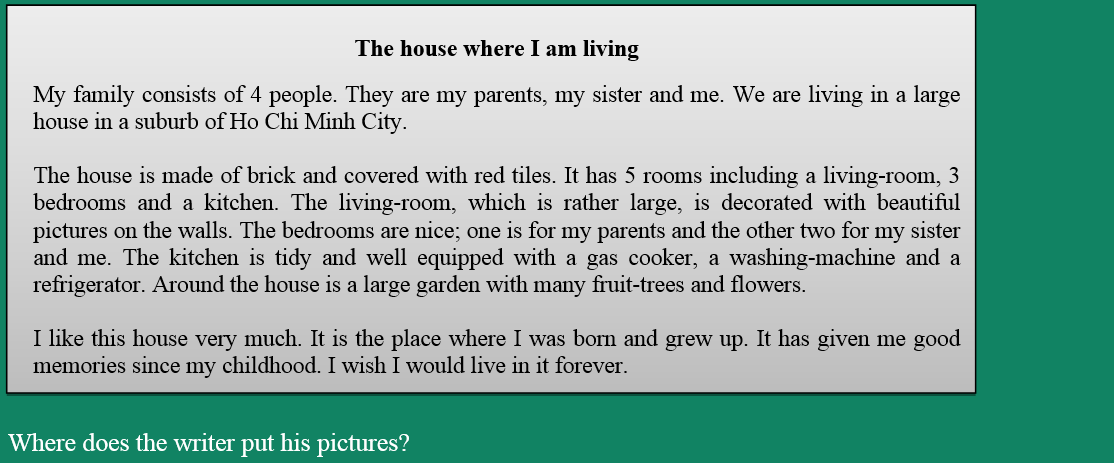 The house where I am living
My family consists of 4 people. They are my parents, my sister and me. We are living in a large
house in a suburb of Ho Chi Minh City.
The house is made of brick and covered with red tiles. It has 5 rooms including a living-room, 3
bedrooms and a kitchen. The living-room, which is rather large, is decorated with beautiful
pictures on the walls. The bedrooms are nice; one is for my parents and the other two for my sister
and me. The kitchen is tidy and well equipped with a gas cooker, a washing-machine and a
refrigerator. Around the house is a large garden with many fruit-trees and flowers.
I like this house very much. It is the place where I was born and grew up. It has given me good
memories since my childhood. I wish I would live in it forever.
Where does the writer put his pictures?